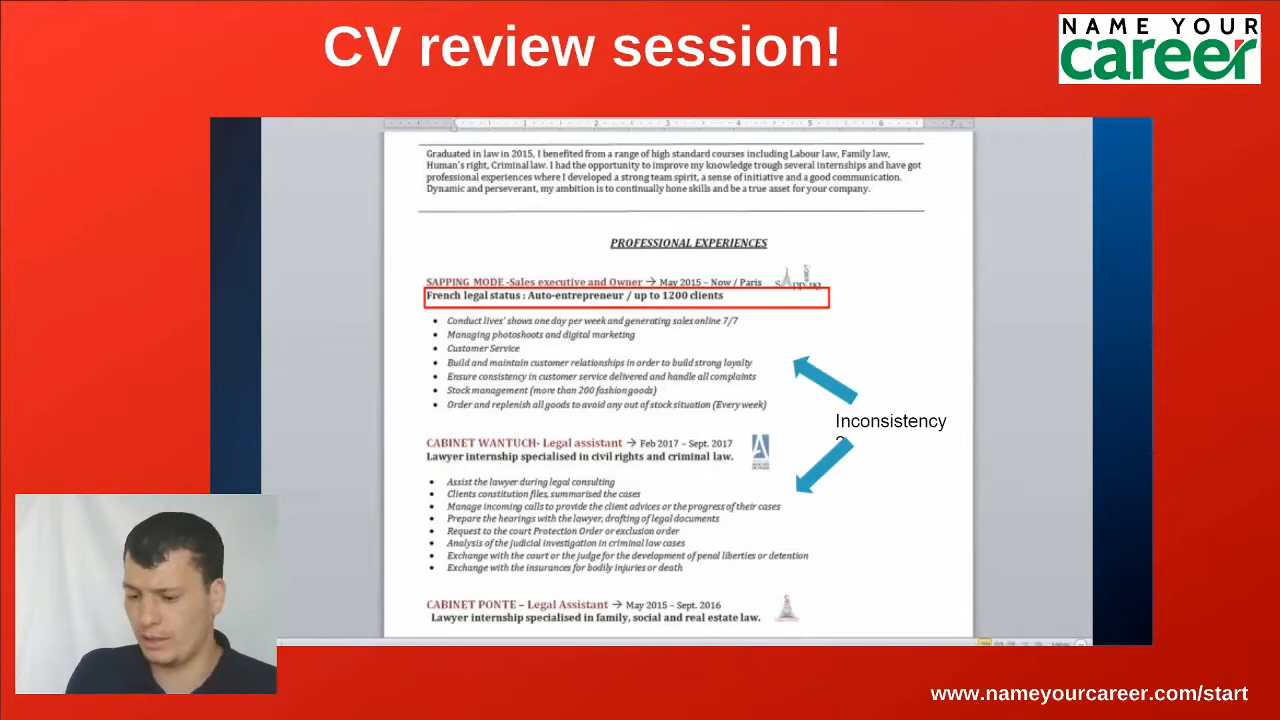 CV review session!
NAME YOUR
career
Graduated in law in 2015, I benefited from a range of high standard courses including Labour law, Family law,
Human's right, Criminal law. I had the opportunity to improve my knowledge trough several internships and have got
professional experiences where I developed a strong team spirit, a sense of initiative and a good communication.
Dynamic and perseverant, my ambition is to continually hone skills and be a true asset for your company.
PROFESSIONAL EXPERIENCES
SAPPING MODE -Sales executive and Owner → May 2015 – Now / Paris
French legal status : Auto-entrepreneur / up to 1200 clients
• Conduct lives' shows one day per week and generating sales online 7/7
• Managing photoshoots and digital marketing
• Customer Service
• Build and maintain customer relationships in order to build strong loyalty
• Ensure consistency in customer service delivered and handle all complaints
• Stock management (more than 200 fashion goods)
• Order and replenish all goods to avoid any out of stock situation (Every week)
Inconsistency
CABINET WANTUCH- Legal assistant → Feb 2017 – Sept. 2017
Lawyer internship specialised in civil rights and criminal law.
• Assist the lawyer during legal consulting
• Clients constitution files, summarised the cases
• Manage incoming calls to provide the client advices or the progress of their cases
• Prepare the hearings with the lawyer, drafting of legal documents
• Request to the court Protection Order or exclusion order
• Analysis of the judicial investigation in criminal law cases
• Exchange with the court or the judge for the development of penal liberties or detention
• Exchange with the insurances for bodily injuries or death
CABINET PONTE – Legal Assistant → May 2015 – Sept. 2016
Lawyer internship specialised in family, social and real estate law.
www.nameyourcareer.com/start